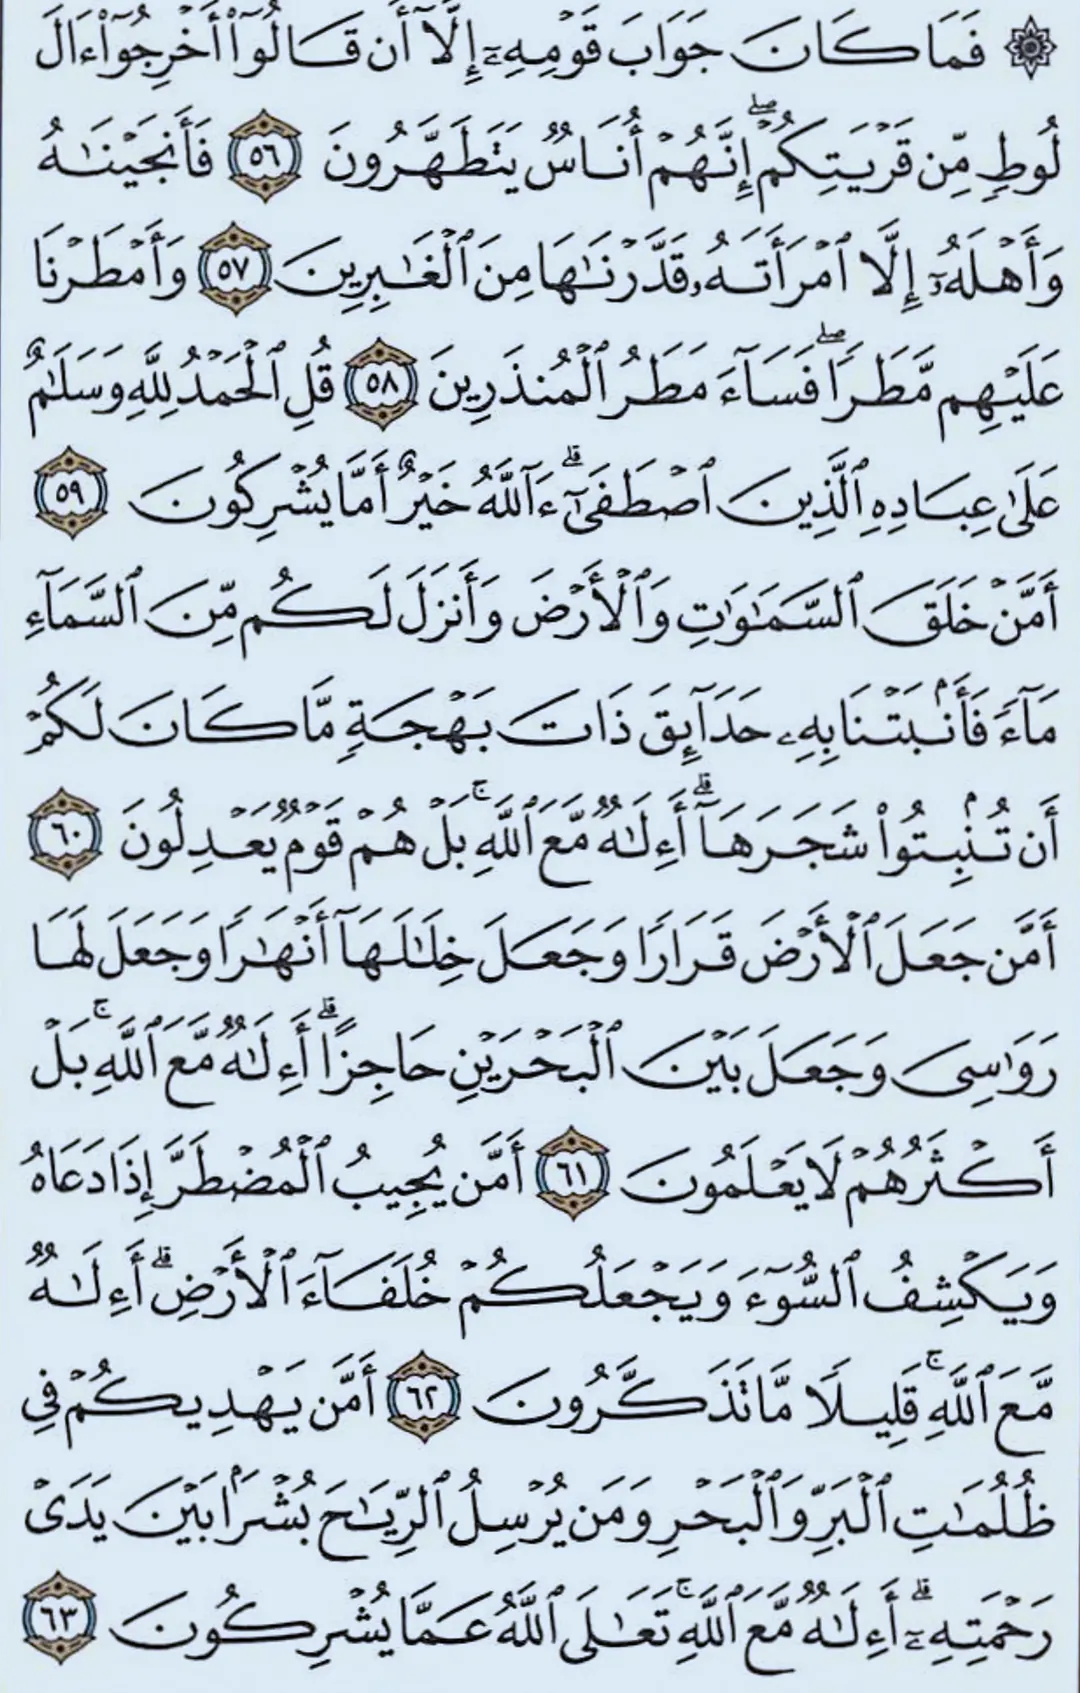 ۞ فَمَا كَانَ جَوَابَ قَوْمِهِۦٓ إِلَّآ أَن قَالُوٓا۟ أَخْرِجُوٓا۟ ءَالَ
لُوطٍ مِّن قَرْيَتِكُمْ ۖ إِنَّهُمْ أُنَاسٌ يَتَطَهَّرُونَ ٥٦ فَأَنجَيْنَـٰهُ
وَأَهْلَهُۥٓ إِلَّا ٱمْرَأَتَهُۥ قَدَّرْنَـٰهَا مِنَ ٱلْغَـٰبِرِينَ ٥٧ وَأَمْطَرْنَا
عَلَيْهِم مَّطَرًا ۖ فَسَآءَ مَطَرُ ٱلْمُنذَرِينَ ٥٨ قُلِ ٱلْحَمْدُ لِلَّهِ وَسَلَـٰمٌ
عَلَىٰ عِبَادِهِ ٱلَّذِينَ ٱصْطَفَىٰٓ ۗ ءَآللَّهُ خَيْرٌ أَمَّا يُشْرِكُونَ ٥٩
أَمَّنْ خَلَقَ ٱلسَّمَـٰوَٰتِ وَٱلْأَرْضَ وَأَنزَلَ لَكُم مِّنَ ٱلسَّمَآءِ
مَآءً فَأَنۢبَتْنَا بِهِۦ حَدَآئِقَ ذَاتَ بَهْجَةٍ مَّا كَانَ لَكُمْ
أَن تُنۢبِتُوا۟ شَجَرَهَآ ۗ أَءِلَـٰهٌ مَّعَ ٱللَّهِ ۚ بَلْ هُمْ قَوْمٌ يَعْدِلُونَ ٦٠
أَمَّن جَعَلَ ٱلْأَرْضَ قَرَارًا وَجَعَلَ خِلَـٰلَهَآ أَنْهَـٰرًا وَجَعَلَ لَهَا
رَوَٰسِىَ وَجَعَلَ بَيْنَ ٱلْبَحْرَيْنِ حَاجِزًا ۗ أَءِلَـٰهٌ مَّعَ ٱللَّهِ ۚ بَلْ
أَكْثَرُهُمْ لَا يَعْلَمُونَ ٦١ أَمَّن يُجِيبُ ٱلْمُضْطَرَّ إِذَا دَعَاهُ
وَيَكْشِفُ ٱلسُّوٓءَ وَيَجْعَلُكُمْ خُلَفَآءَ ٱلْأَرْضِ ۗ أَءِلَـٰهٌ
مَّعَ ٱللَّهِ ۚ قَلِيلًا مَّا تَذَكَّرُونَ ٦٢ أَمَّن يَهْدِيكُمْ فِى
ظُلُمَـٰتِ ٱلْبَرِّ وَٱلْبَحْرِ وَمَن يُرْسِلُ ٱلرِّيَـٰحَ بُشْرًۢا بَيْنَ يَدَىْ
رَحْمَتِهِۦٓ ۗ أَءِلَـٰهٌ مَّعَ ٱللَّهِ ۚ تَعَـٰلَى ٱللَّهُ عَمَّا يُشْرِكُونَ ٦٣